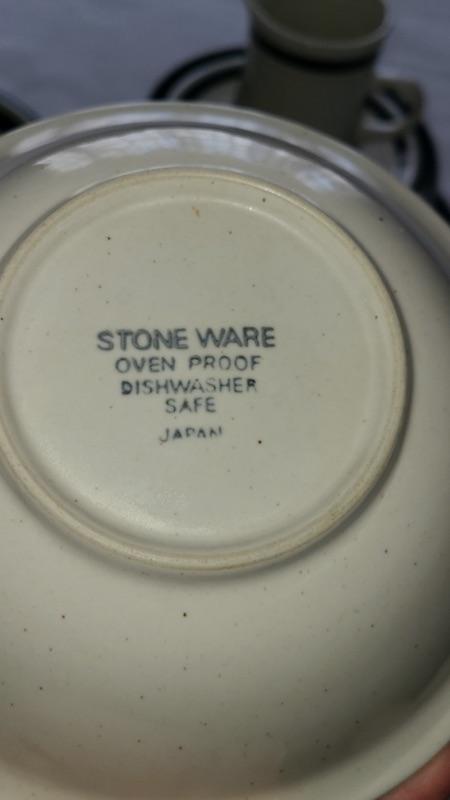 STONE WARE
OVEN PROOF
DISHWASHER
SAFE
JAPAN